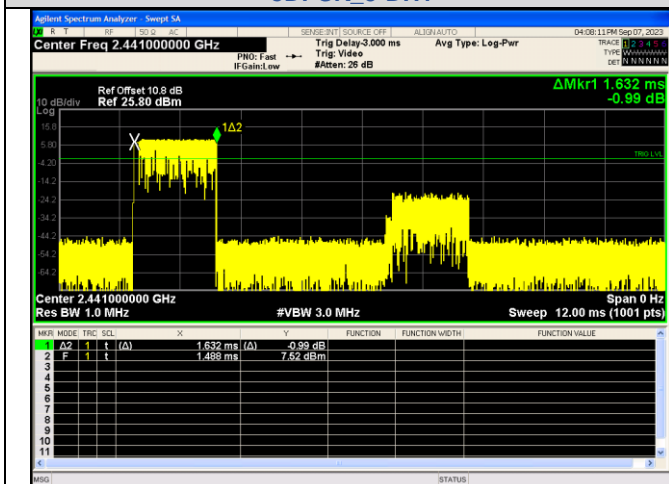 Agilent Spectrum Analyzer - Swept SA
R T RF 50 Ω AC SENSE:INT SOURCE OFF ALIGN AUTO 04:08:11 PM Sep 07, 2023
Center Freq 2.441000000 GHz
PNO: Fast
IFGain:Low
Trig Delay-3.000 ms
Trig: Video
#Atten: 26 dB
Avg Type: Log-Pwr
TRACE 1 2 3 4 5 6
TYPE W
DET N N N N N N
Ref Offset 10.8 dB
Ref 25.80 dBm
10 dB/div
Log
ΔMkr1 1.632 ms
-0.99 dB
15.8
5.80
-4.20
-14.2
-24.2
-34.2
-44.2
-54.2
-64.2
X
1Δ2
TRIG LVL
Center 2.441000000 GHz Span 0 Hz
Res BW 1.0 MHz #VBW 3.0 MHz Sweep 12.00 ms (1001 pts)
MKR MODE TRC SCL X Y FUNCTION FUNCTION WIDTH FUNCTION VALUE
1 Δ2 1 t (Δ) 1.632 ms (Δ) -0.99 dB
2 F 1 t 1.488 ms 7.52 dBm
3
4
5
6
7
8
9
10
11
MSG STATUS